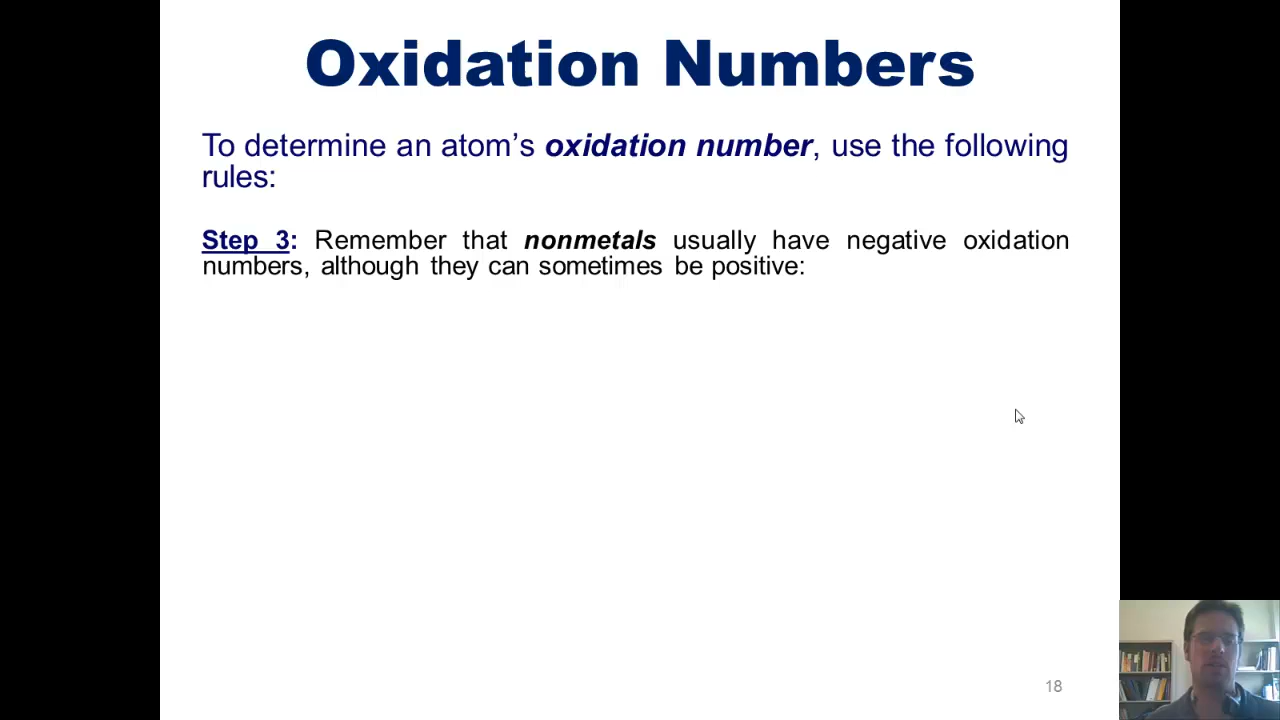 Oxidation Numbers
To determine an atom’s oxidation number, use the following
rules:
Step 3: Remember that nonmetals usually have negative oxidation
numbers, although they can sometimes be positive:
18